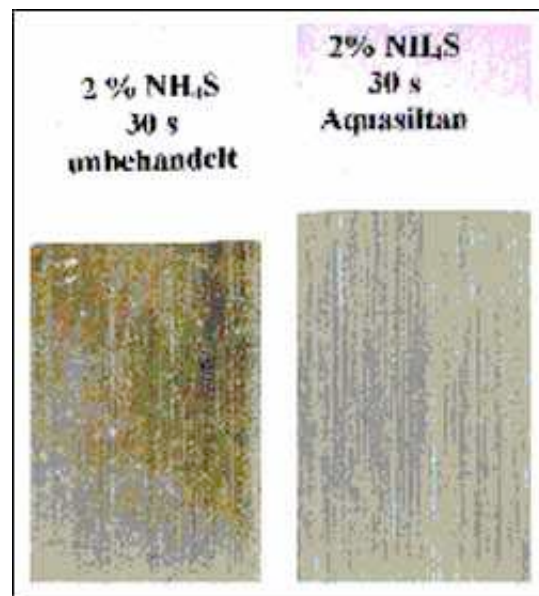 2 % NH₄S
30 s
unbehandelt
2% NH₄S
30 s
Aquasiltan